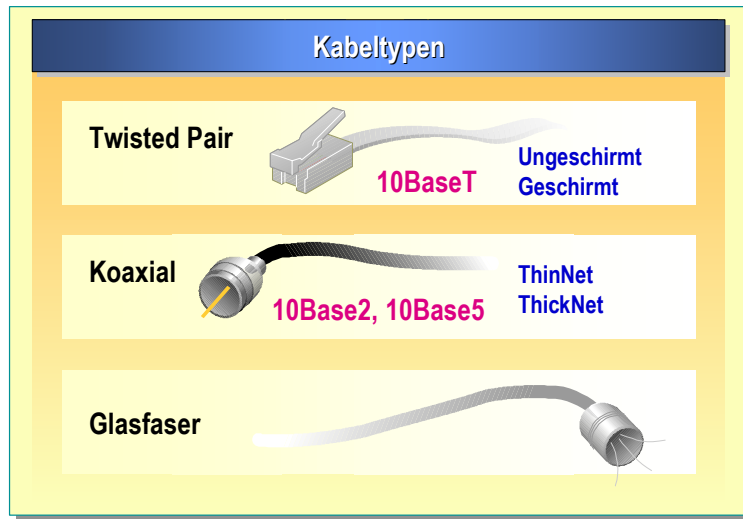 Kabeltypen
Twisted Pair
10BaseT
Ungeschirmt
Geschirmt
Koaxial
10Base2, 10Base5
ThinNet
ThickNet
Glasfaser